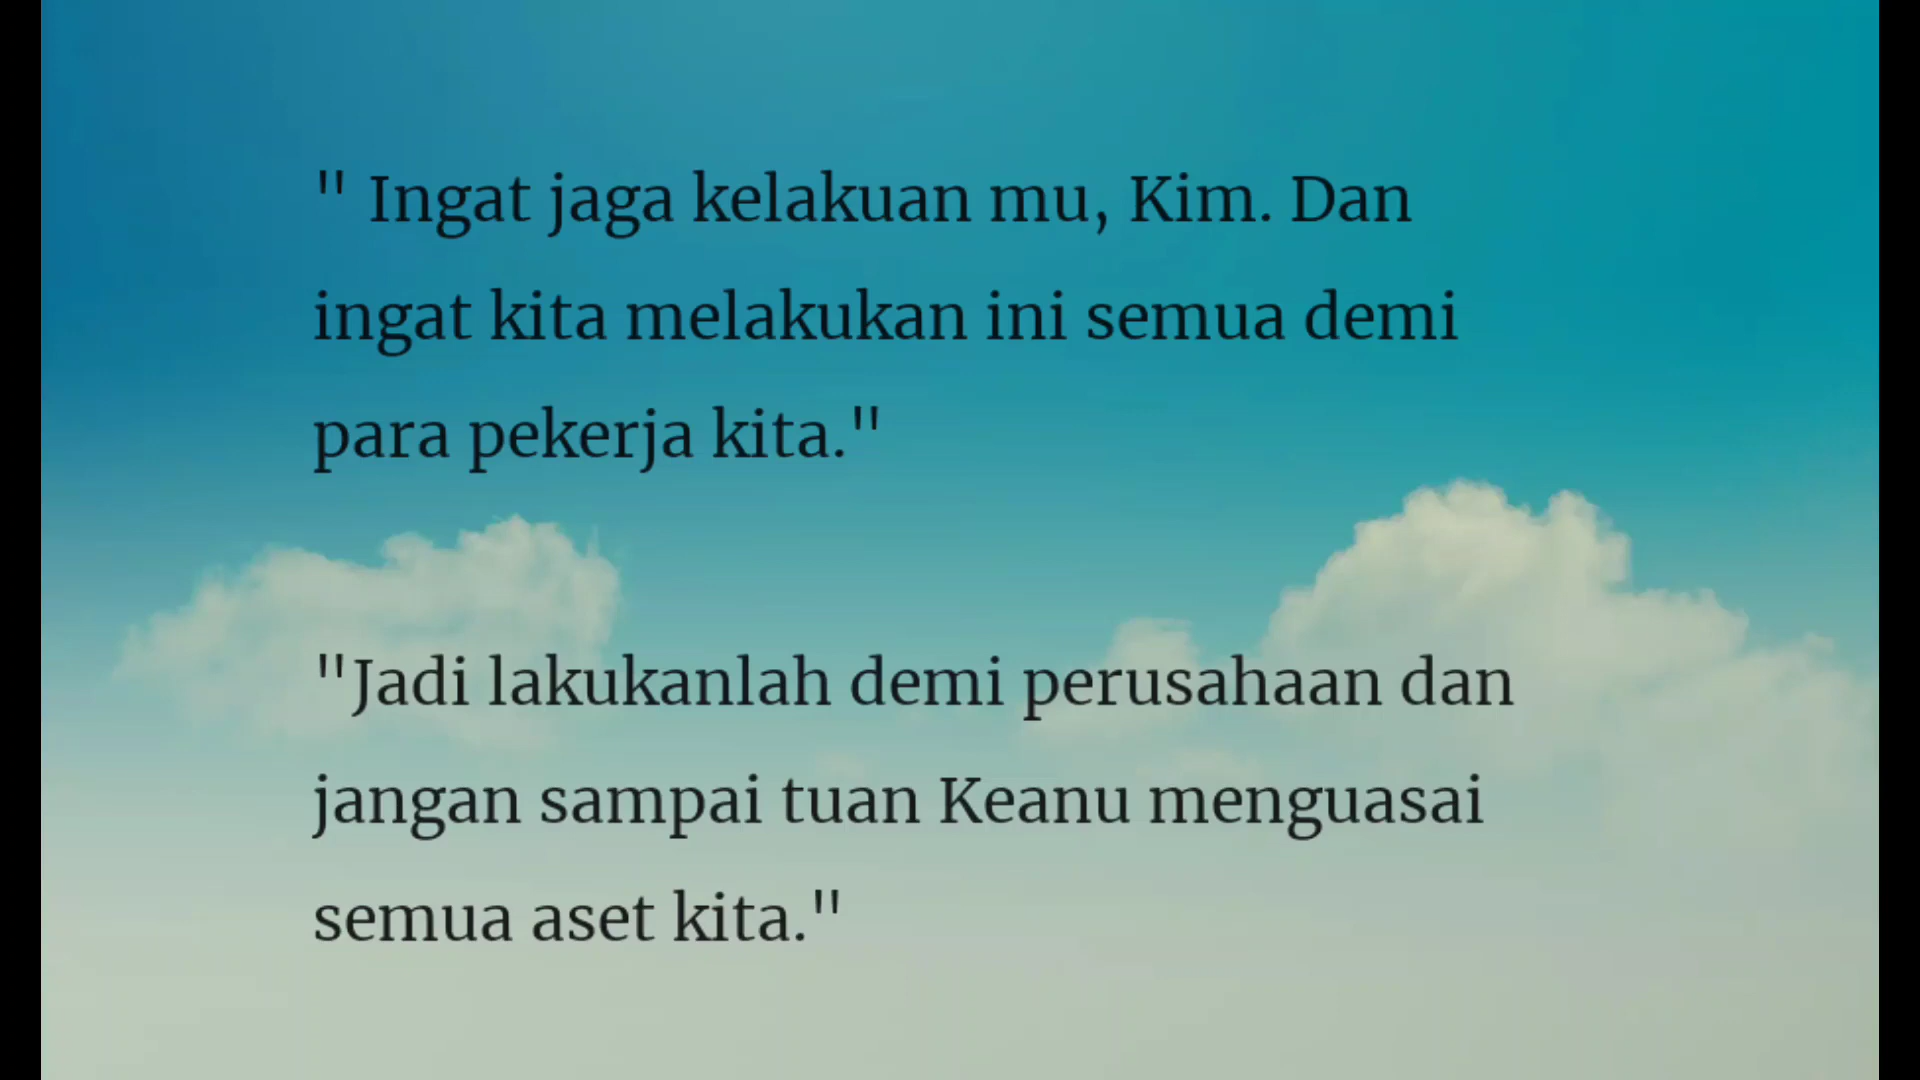 " Ingat jaga kelakuan mu, Kim. Dan
ingat kita melakukan ini semua demi
para pekerja kita."
"Jadi lakukanlah demi perusahaan dan
jangan sampai tuan Keanu menguasai
semua aset kita."